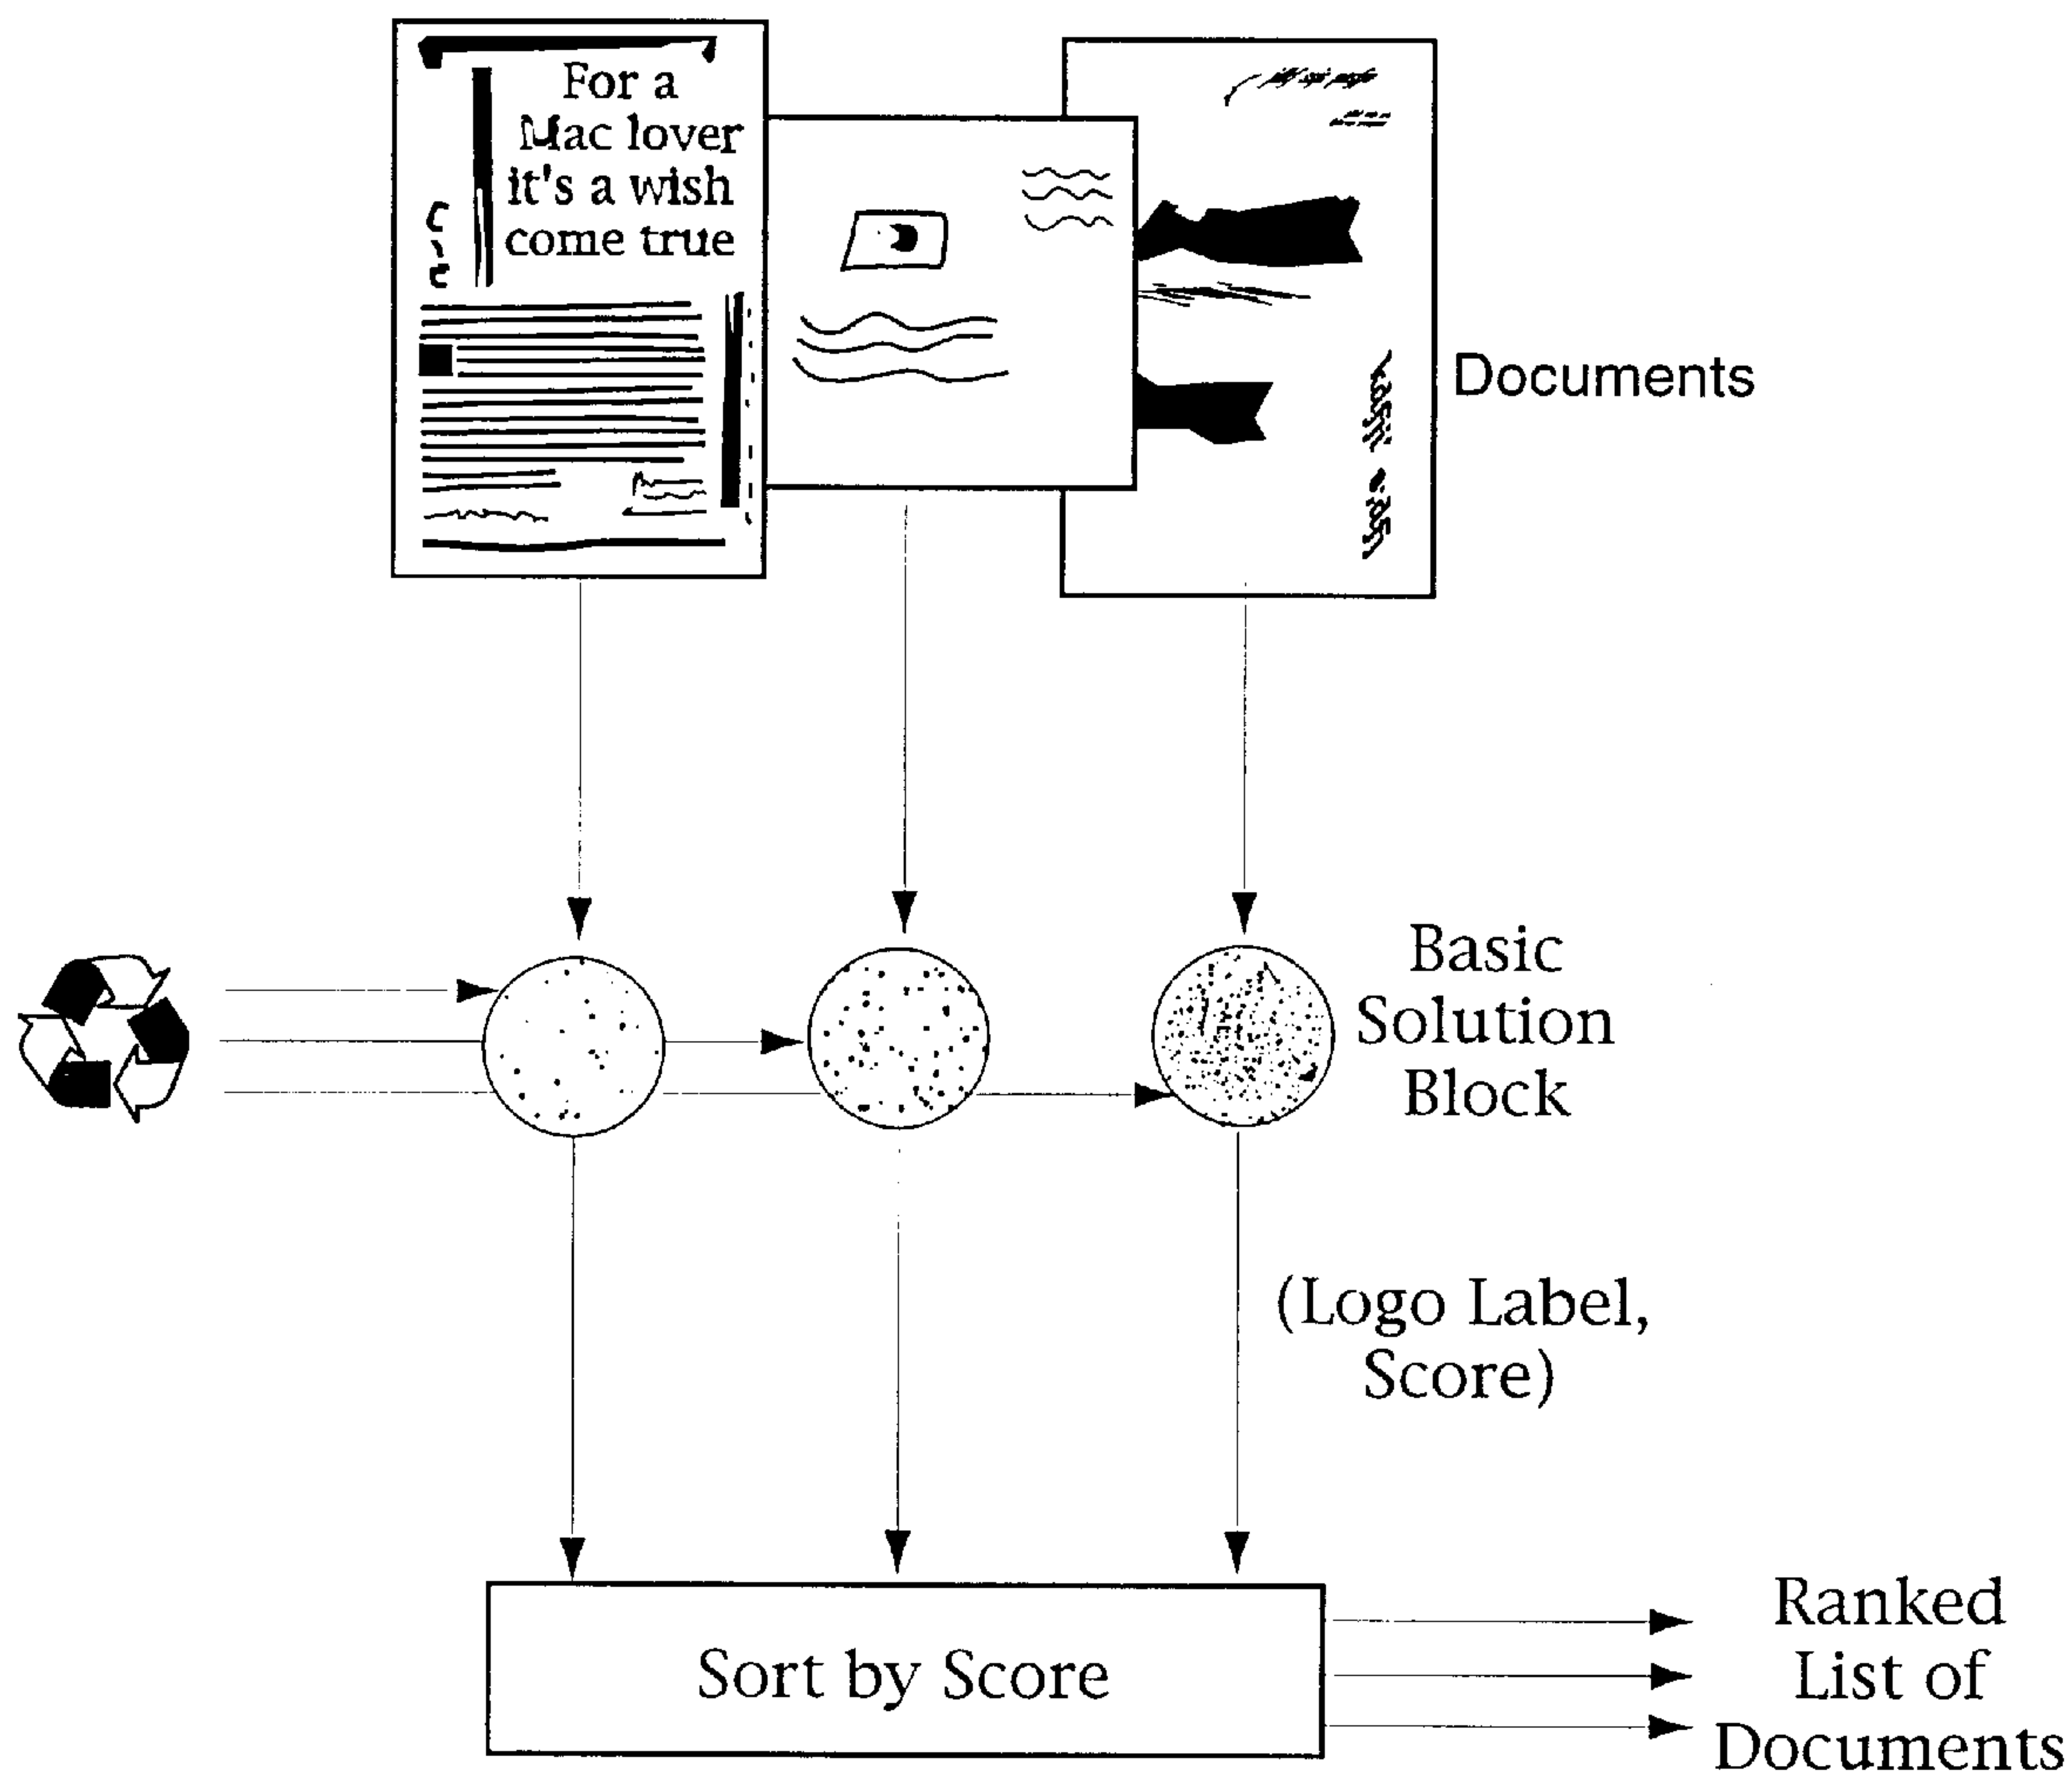 For a
Mac lover
it's a wish
come true
Documents
Basic
Solution
Block
(Logo Label,
Score)
Sort by Score
Ranked
List of
Documents